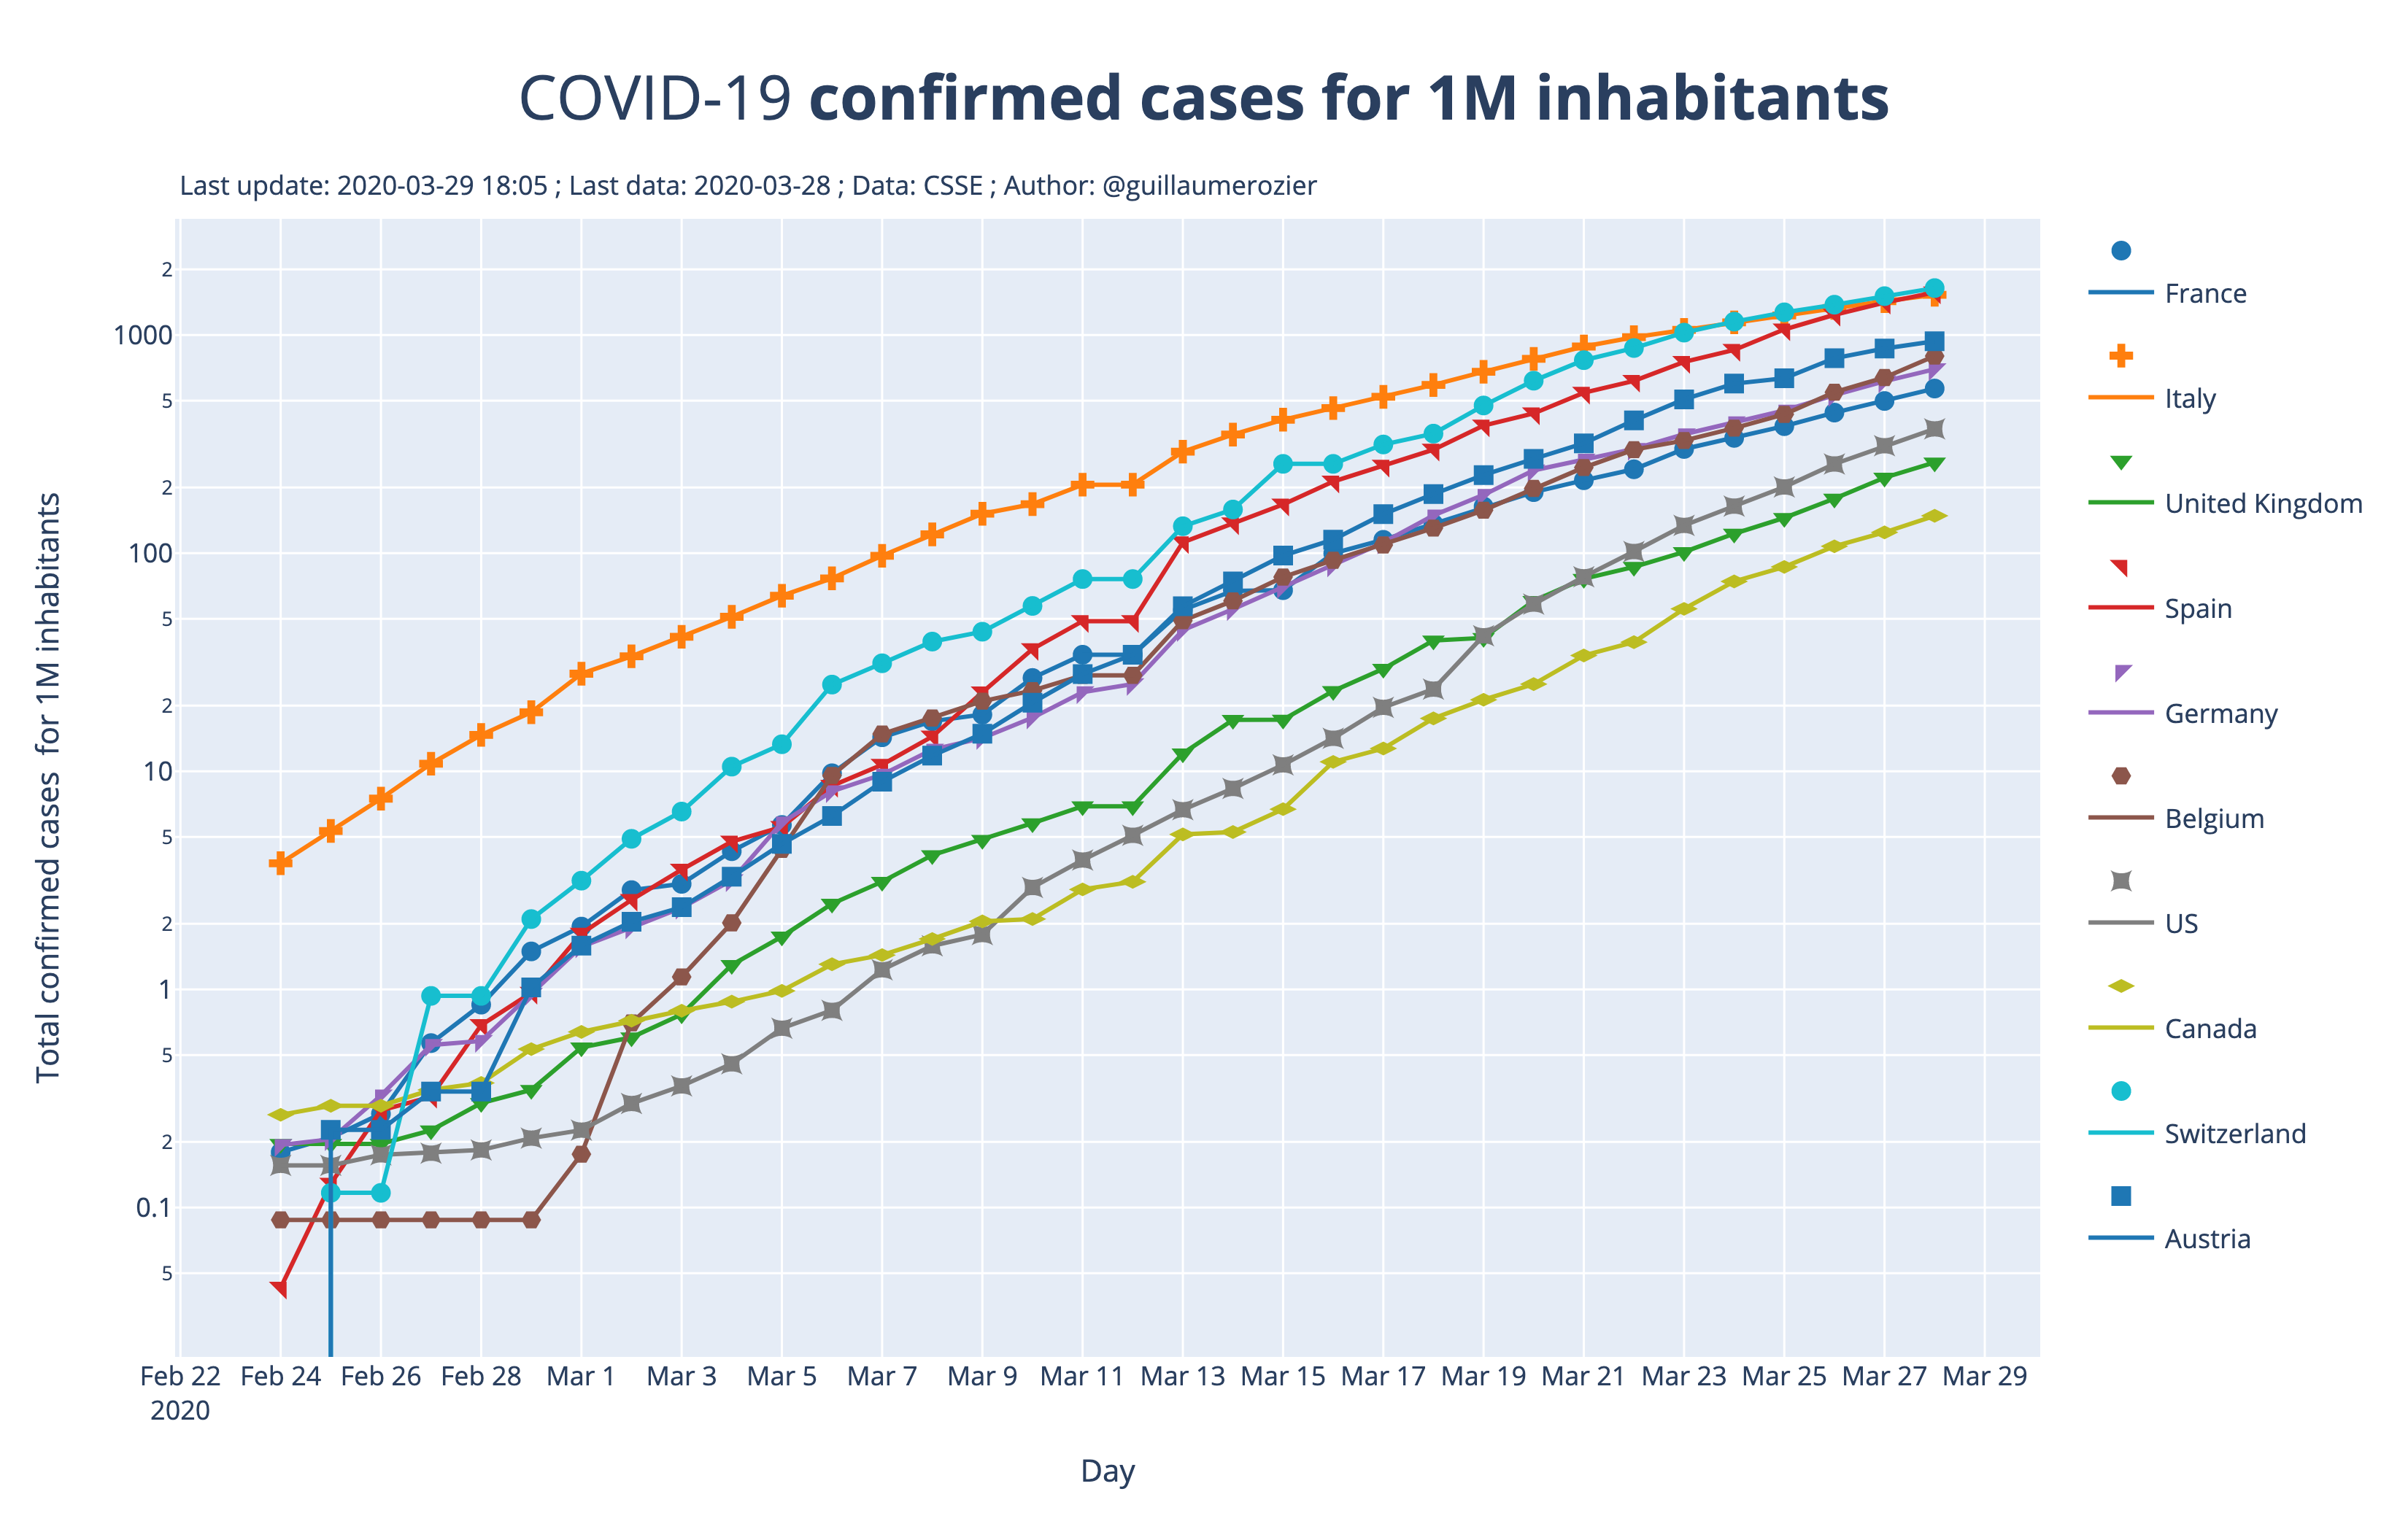 COVID-19 confirmed cases for 1M inhabitants
Last update: 2020-03-29 18:05 ; Last data: 2020-03-28 ; Data: CSSE ; Author: @guillaumerozier
Total confirmed cases for 1M inhabitants
2
1000
5
2
100
5
2
10
5
2
1
5
2
0.1
5
Feb 22 Feb 24 Feb 26 Feb 28 Mar 1 Mar 3 Mar 5 Mar 7 Mar 9 Mar 11 Mar 13 Mar 15 Mar 17 Mar 19 Mar 21 Mar 23 Mar 25 Mar 27 Mar 29
2020
Day
France
Italy
United Kingdom
Spain
Germany
Belgium
US
Canada
Switzerland
Austria